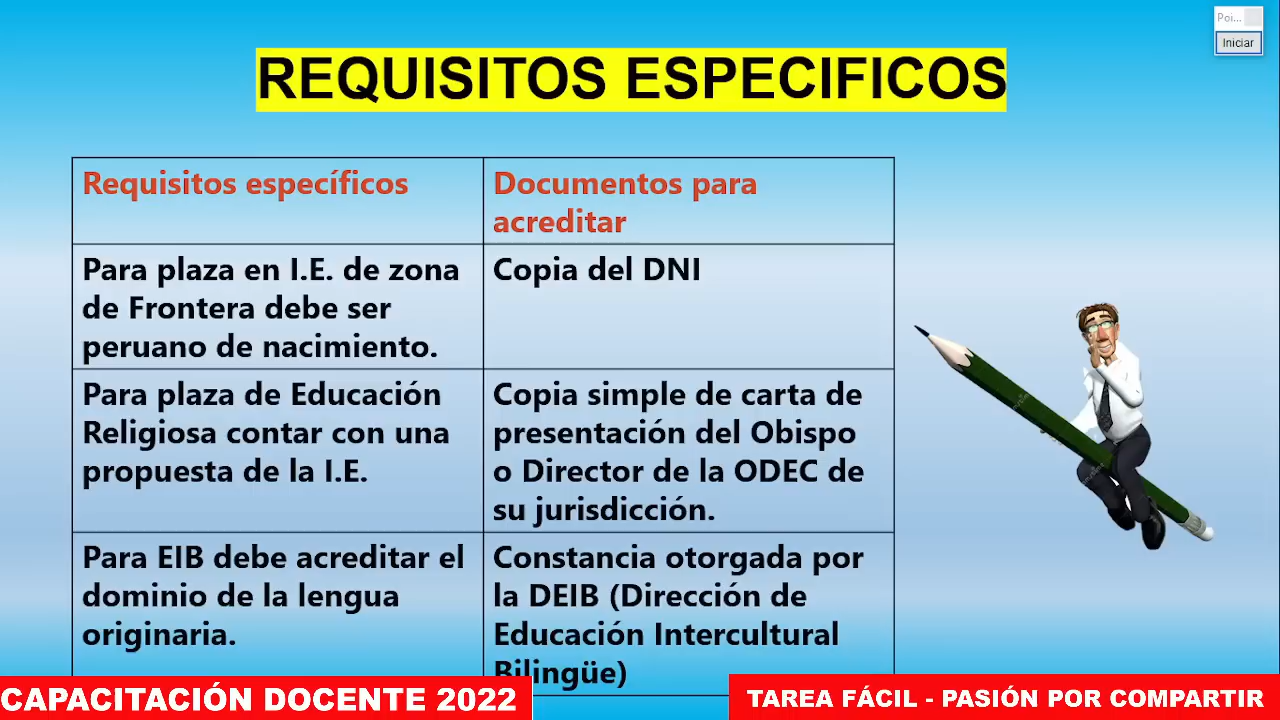 Poi...
Iniciar
REQUISITOS ESPECIFICOS
Requisitos específicos
Documentos para
acreditar
Para plaza en I.E. de zona
de Frontera debe ser
peruano de nacimiento.
Copia del DNI
Para plaza de Educación
Religiosa contar con una
propuesta de la I.E.
Copia simple de carta de
presentación del Obispo
o Director de la ODEC de
su jurisdicción.
Para EIB debe acreditar el
dominio de la lengua
originaria.
Constancia otorgada por
la DEIB (Dirección de
Educación Intercultural
Bilingüe)
CAPACITACIÓN DOCENTE 2022
TAREA FÁCIL - PASIÓN POR COMPARTIR